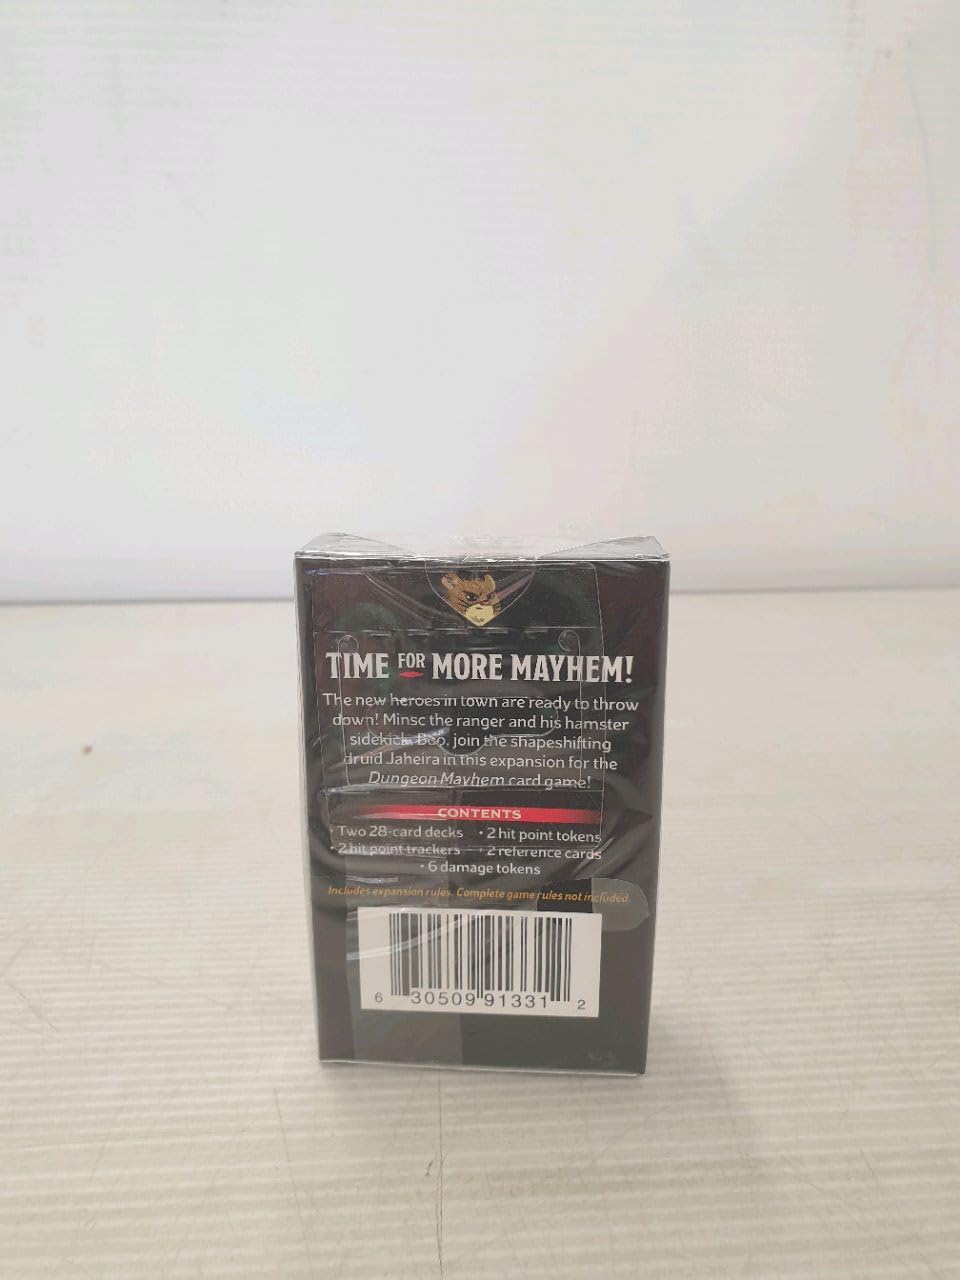 TIME FOR MORE MAYHEM!
The new heroes in town are ready to throw
down! Minsc the ranger and his hamster
sidekick, Boo, join the shapeshifting
druid Jaheira in this expansion for the
Dungeon Mayhem card game!
CONTENTS
• Two 28-card decks • 2 hit point tokens
• 2 hit point trackers • 2 reference cards
• 6 damage tokens
Includes expansion rules. Complete game rules not included.
6 30509 91331 2